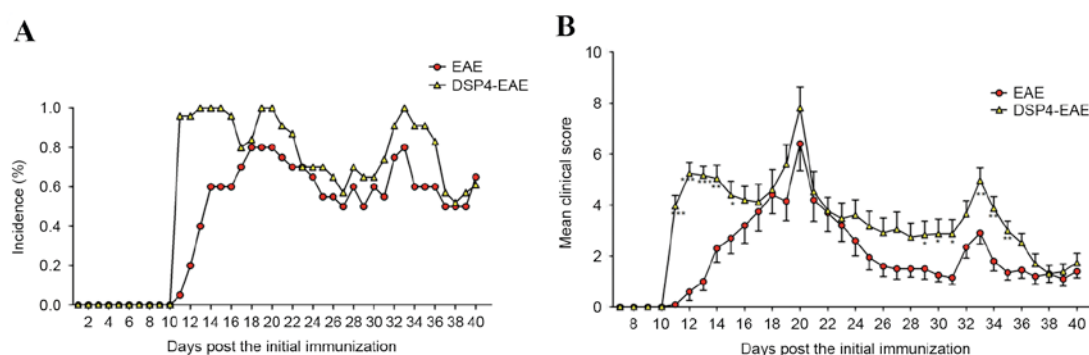 A
EAE
DSP4-EAE
1.0
0.8
0.6
0.4
0.2
0.0
Incidence (%)
2 4 6 8 10 12 14 16 18 20 22 24 26 28 30 32 34 36 38 40
Days post the initial immunization
B
EAE
DSP4-EAE
10
8
6
4
2
0
Mean clinical score
8 10 12 14 16 18 20 22 24 26 28 30 32 34 36 38 40
Days post the initial immunization